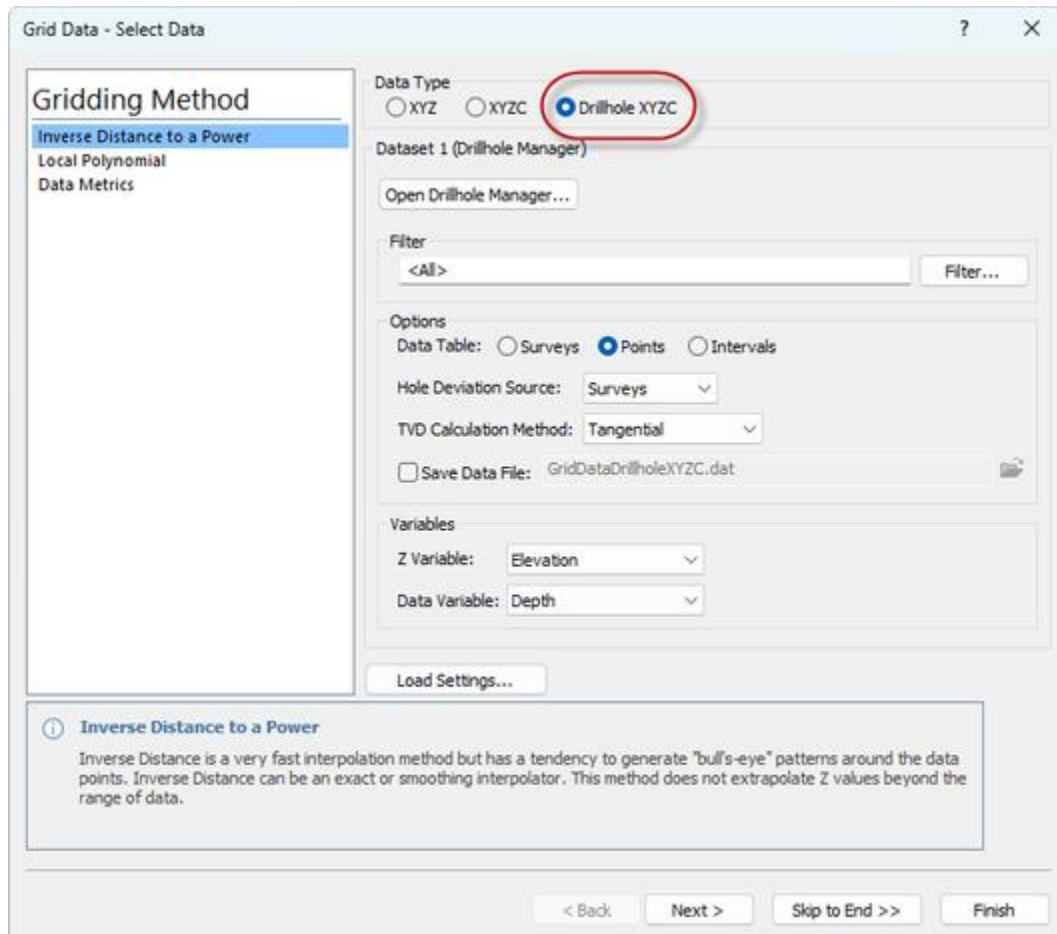 Grid Data - Select Data
?
Gridding Method
Inverse Distance to a Power
Local Polynomial
Data Metrics
Data Type
XYZ XYZC Drillhole XYZC
Dataset 1 (Drillhole Manager)
Open Drillhole Manager...
Filter
<All> Filter...
Options
Data Table: Surveys Points Intervals
Hole Deviation Source: Surveys
TVD Calculation Method: Tangential
Save Data File: GridDataDrillholeXYZC.dat
Variables
Z Variable: Elevation
Data Variable: Depth
Load Settings...
Inverse Distance to a Power
Inverse Distance is a very fast interpolation method but has a tendency to generate "bull's-eye" patterns around the data
points. Inverse Distance can be an exact or smoothing interpolator. This method does not extrapolate Z values beyond the
range of data.
< Back Next > Skip to End >> Finish